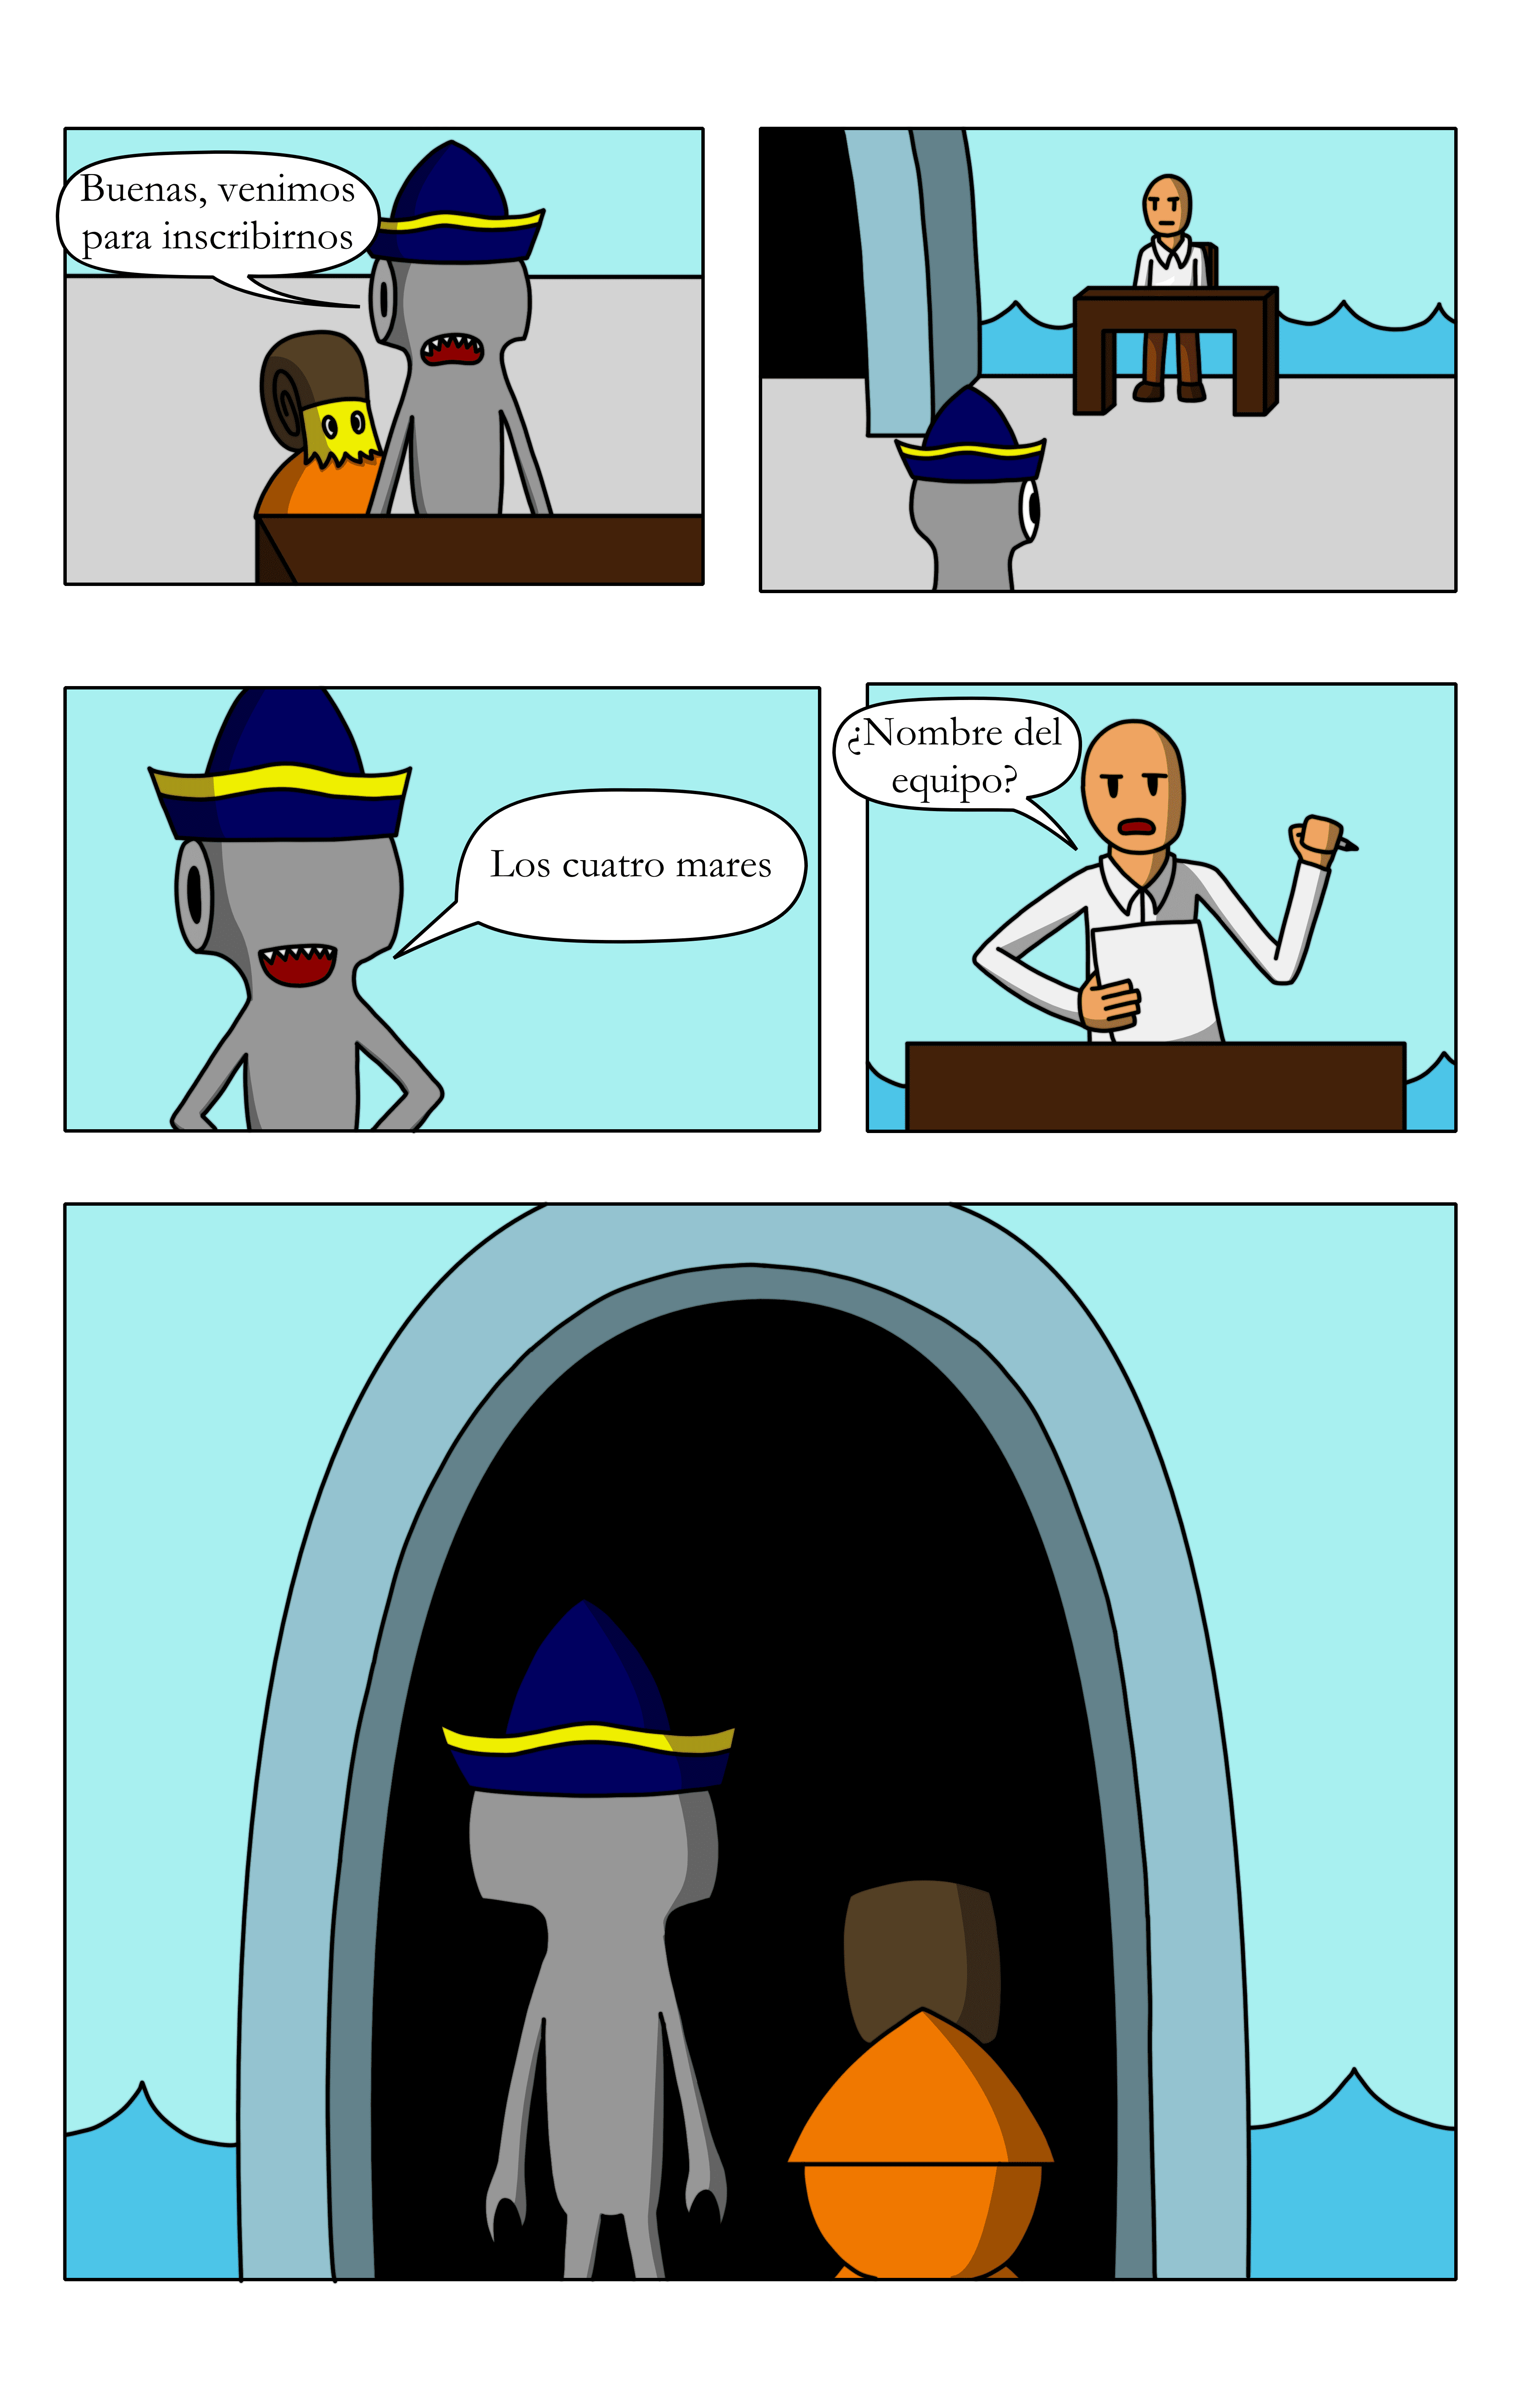 Buenas, venimos
para inscribirnos
¿Nombre del
equipo?
Los cuatro mares